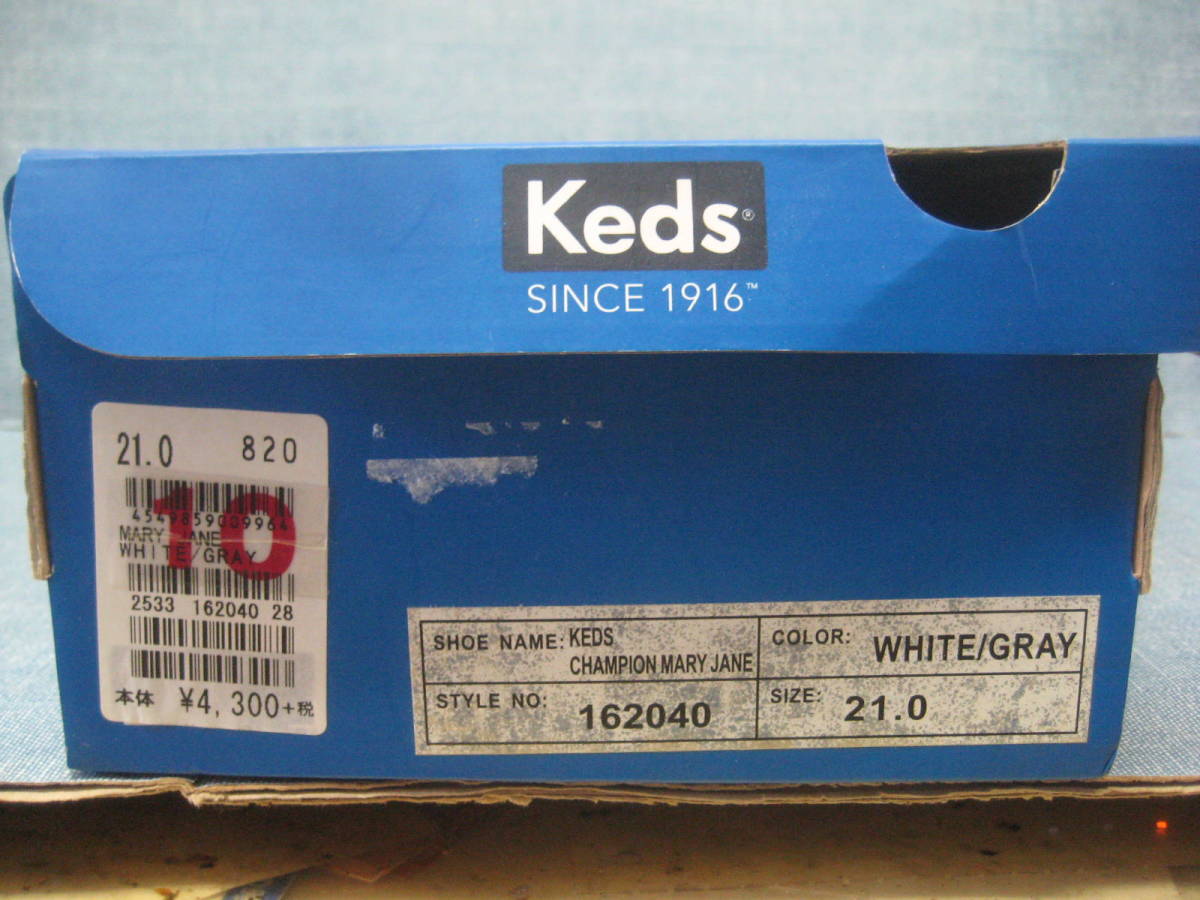 Keds®
SINCE 1916™
21.0 820
10
4549859009964
MARY JANE
WHITE/GRAY
2533 162040 28
本体 ¥4,300+税
SHOE NAME: KEDS
CHAMPION MARY JANE
COLOR: WHITE/GRAY
STYLE NO: 162040
SIZE: 21.0